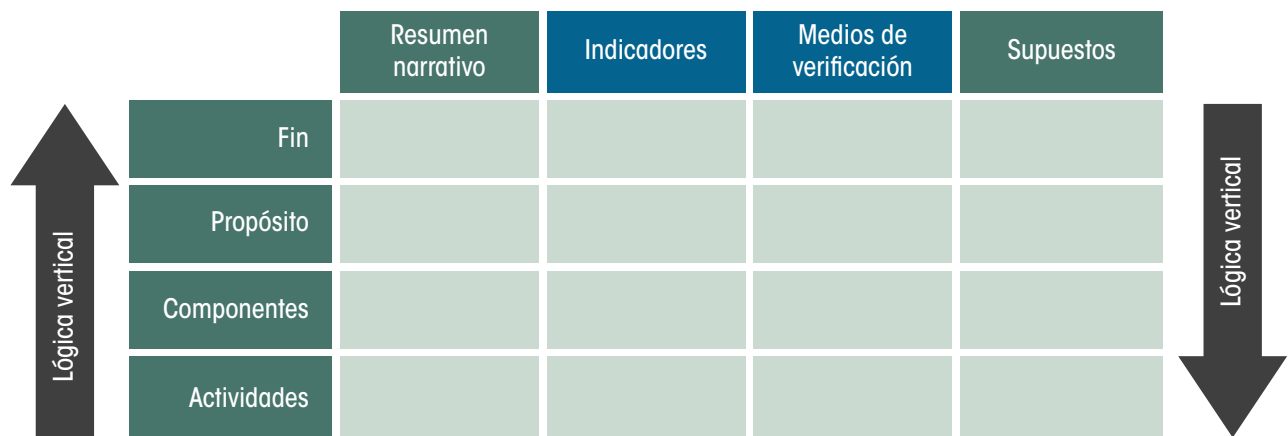 Resumen
narrativo
Indicadores
Medios de
verificación
Supuestos
Fin
Propósito
Componentes
Actividades
Lógica vertical
Lógica vertical